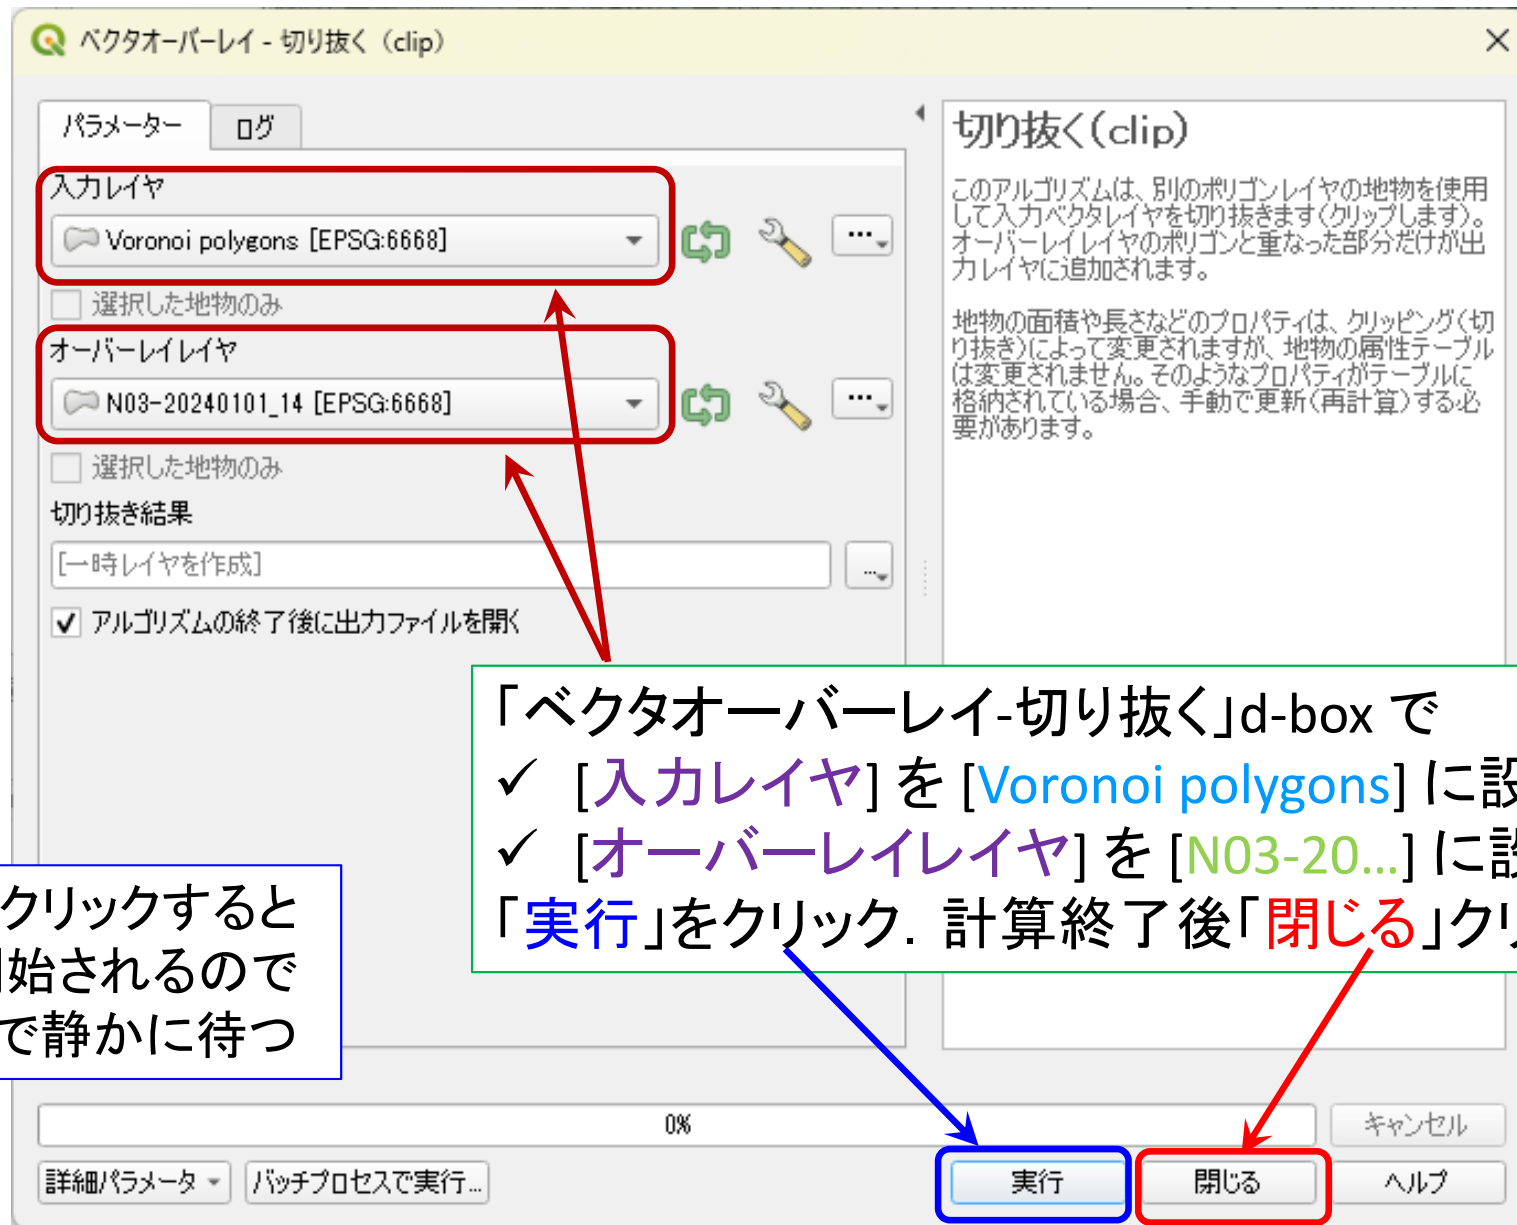 ベクタオーバーレイ - 切り抜く (clip)
パラメーター
ログ
入力レイヤ
Voronoi polygons [EPSG:6668]
選択した地物のみ
オーバーレイレイヤ
N03-20240101_14 [EPSG:6668]
選択した地物のみ
切り抜き結果
[一時レイヤを作成]
アルゴリズムの終了後に出力ファイルを開く
切り抜く(clip)
このアルゴリズムは、別のポリゴンレイヤの地物を使用
して入力ベクタレイヤを切り抜きます(クリップします)。
オーバーレイレイヤのポリゴンと重なった部分だけが出
力レイヤに追加されます。
地物の面積や長さなどのプロパティは、クリッピング(切
り抜き)によって変更されますが、地物の属性テーブル
は変更されません。そのようなプロパティがテーブルに
格納されている場合、手動で更新(再計算)する必
要があります。
「ベクタオーバーレイ-切り抜く」d-box で
✓ [入力レイヤ] を [Voronoi polygons] に設
✓ [オーバーレイレイヤ] を [N03-20...] に設
「実行」をクリック. 計算終了後「閉じる」クリ
クリックすると
始されるので
で静かに待つ
0%
キャンセル
詳細パラメータ
バッチプロセスで実行...
実行
閉じる
ヘルプ